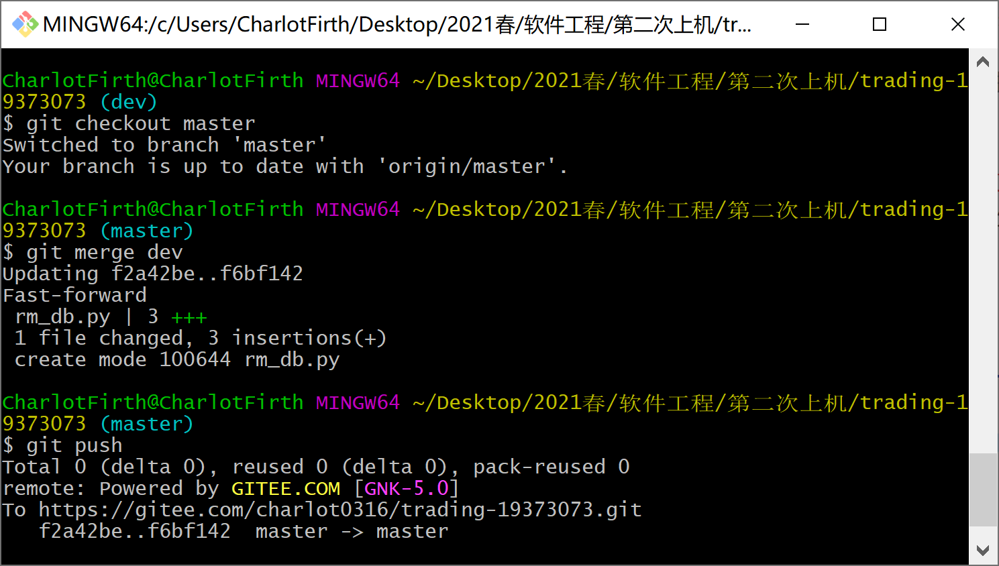 MINGW64:/c/Users/CharlotFirth/Desktop/2021春/软件工程/第二次上机/tr...
CharlotFirth@CharlotFirth MINGW64 ~/Desktop/2021春/软件工程/第二次上机/trading-1
9373073 (dev)
$ git checkout master
Switched to branch 'master'
Your branch is up to date with 'origin/master'.
CharlotFirth@CharlotFirth MINGW64 ~/Desktop/2021春/软件工程/第二次上机/trading-1
9373073 (master)
$ git merge dev
Updating f2a42be..f6bf142
Fast-forward
 rm_db.py | 3 +++
 1 file changed, 3 insertions(+)
 create mode 100644 rm_db.py
CharlotFirth@CharlotFirth MINGW64 ~/Desktop/2021春/软件工程/第二次上机/trading-1
9373073 (master)
$ git push
Total 0 (delta 0), reused 0 (delta 0), pack-reused 0
remote: Powered by GITEE.COM [GNK-5.0]
To https://gitee.com/charlot0316/trading-19373073.git
   f2a42be..f6bf142  master -> master